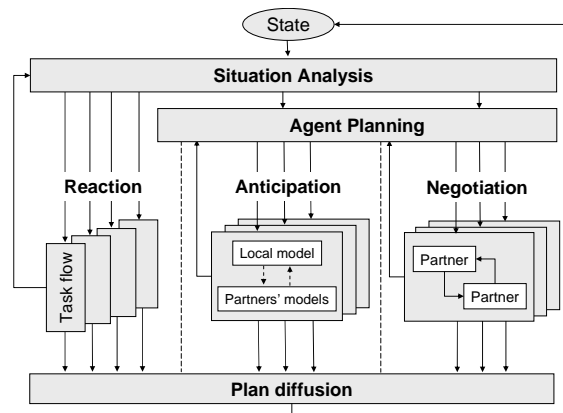 State
Situation Analysis
Agent Planning
Reaction
Anticipation
Negotiation
Task flow
Local model
Partners' models
Partner
Partner
Plan diffusion